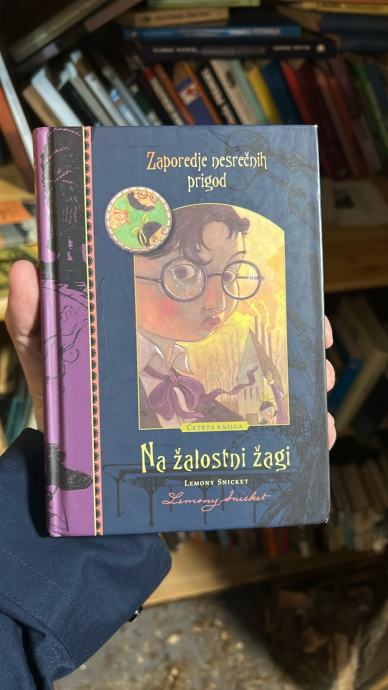 Zaporedje nesrečnih
prigod
ČETRTA KNJIGA
Na žalostni žagi
LEMONY SNICKET
Lemony Snicket